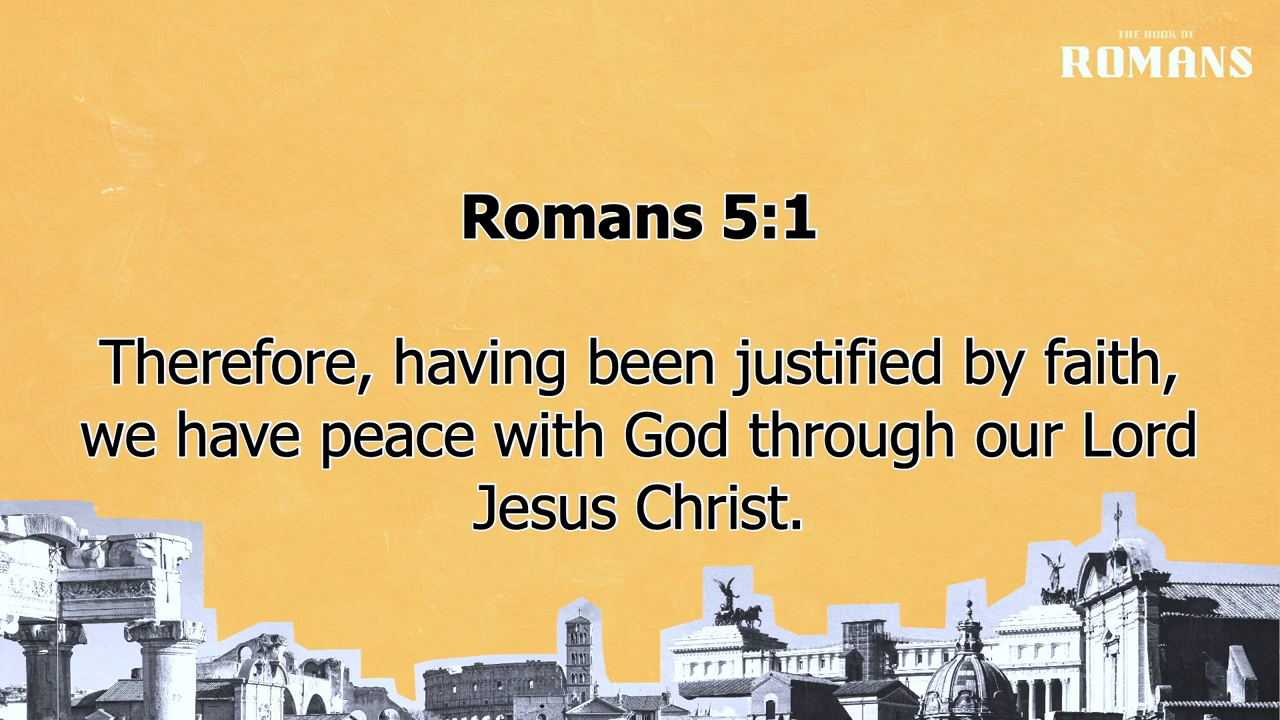 THE BOOK OF
ROMANS
Romans 5:1
Therefore, having been justified by faith,
we have peace with God through our Lord
Jesus Christ.